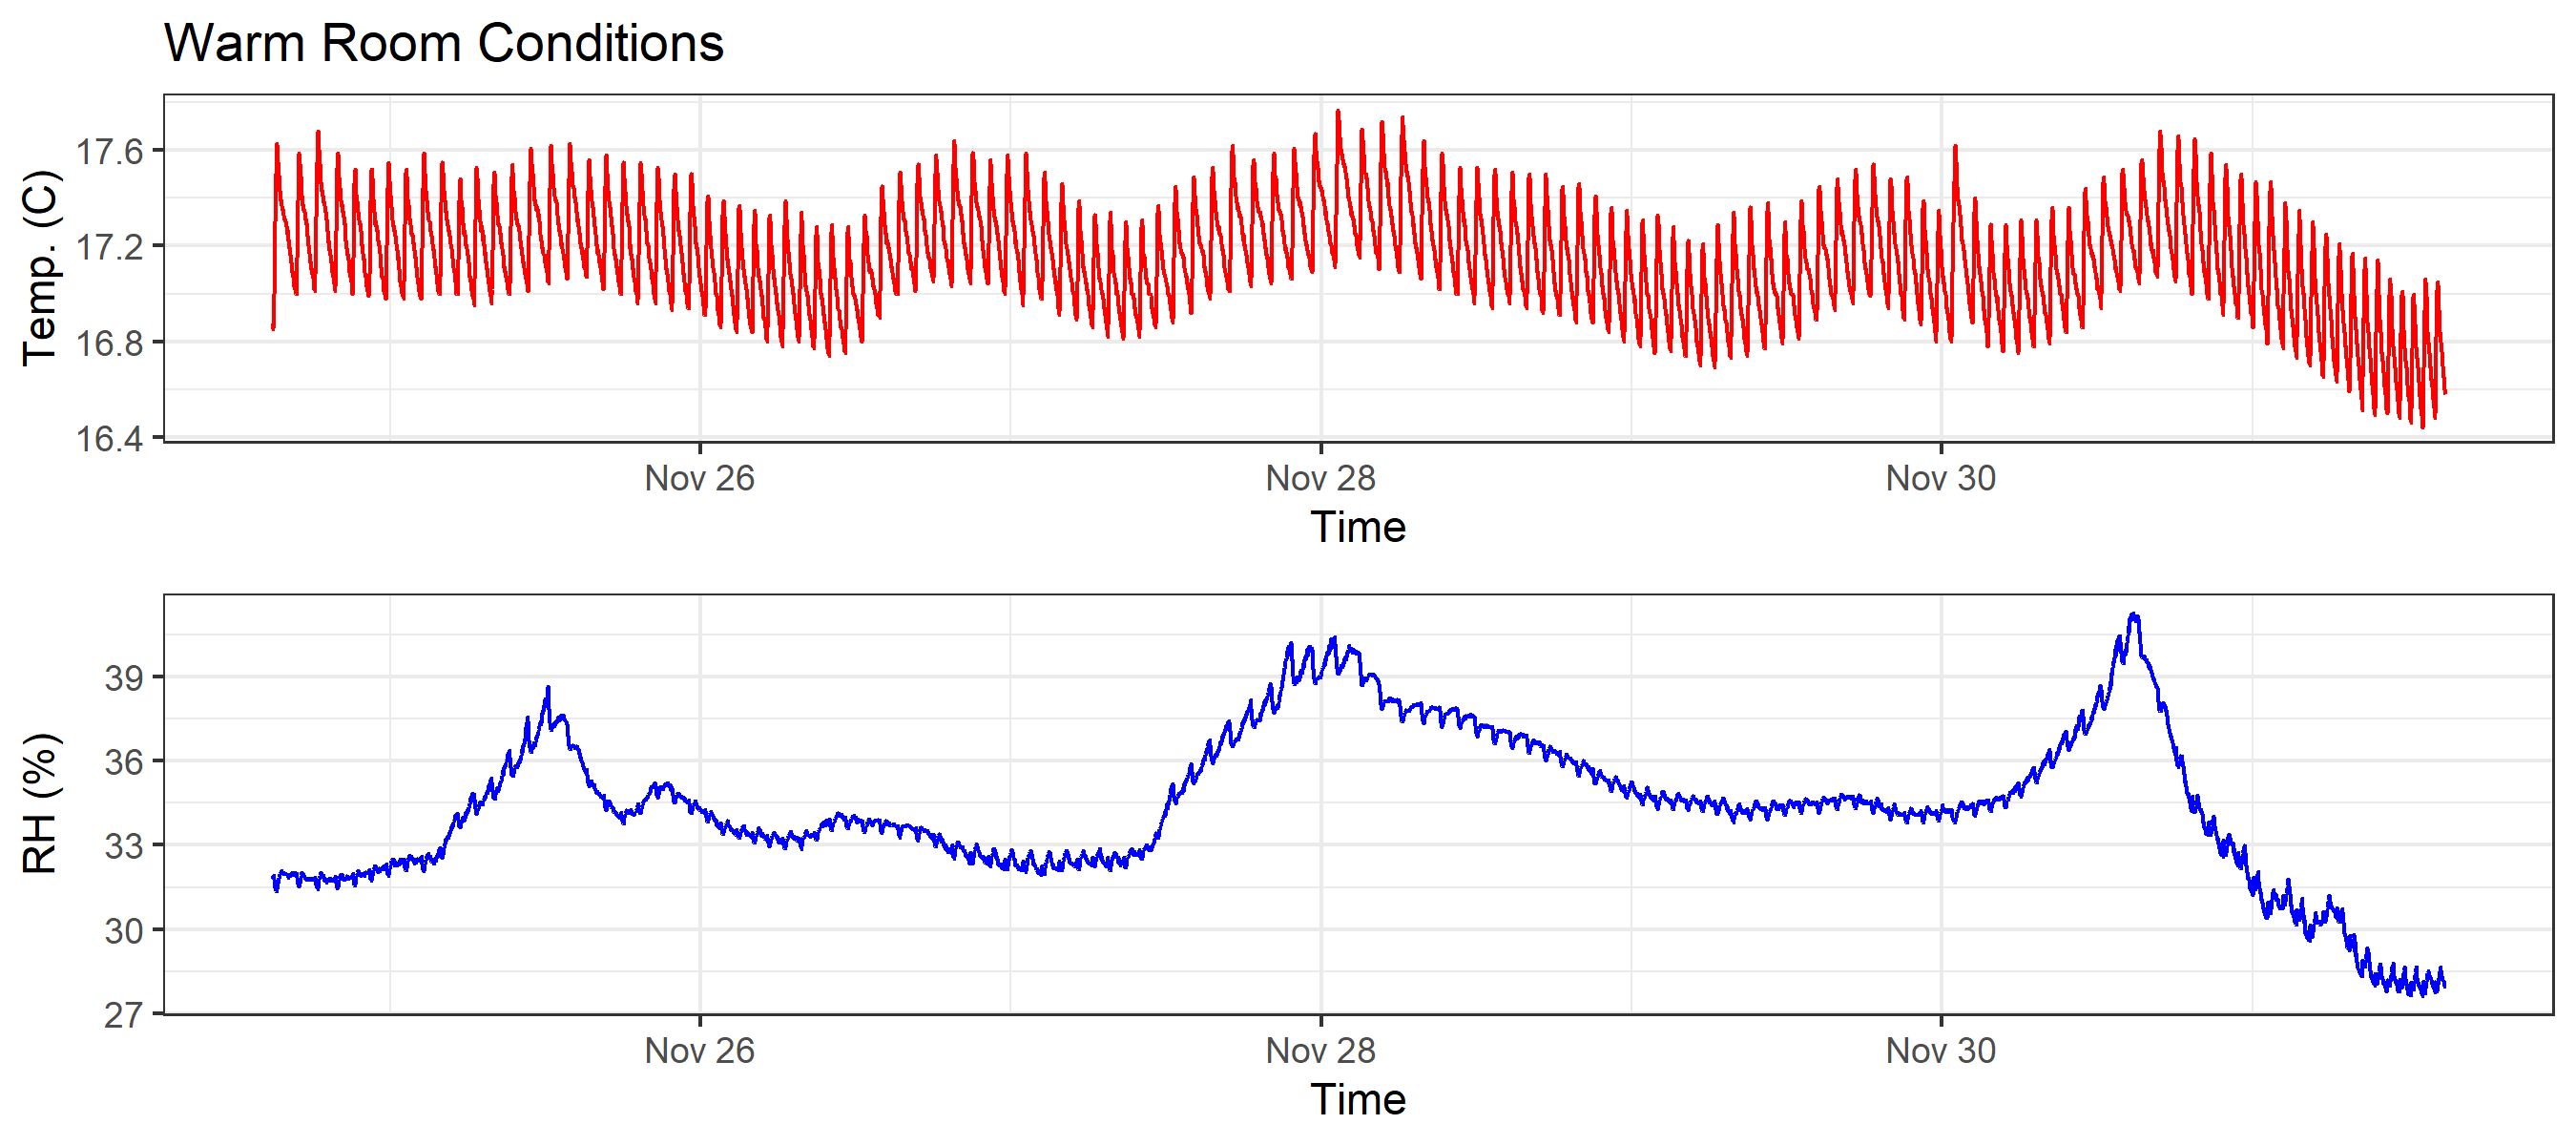 Warm Room Conditions
Temp. (C)
17.6
17.2
16.8
16.4
Nov 26 Nov 28 Nov 30
Time
RH (%)
39
36
33
30
27
Nov 26 Nov 28 Nov 30
Time